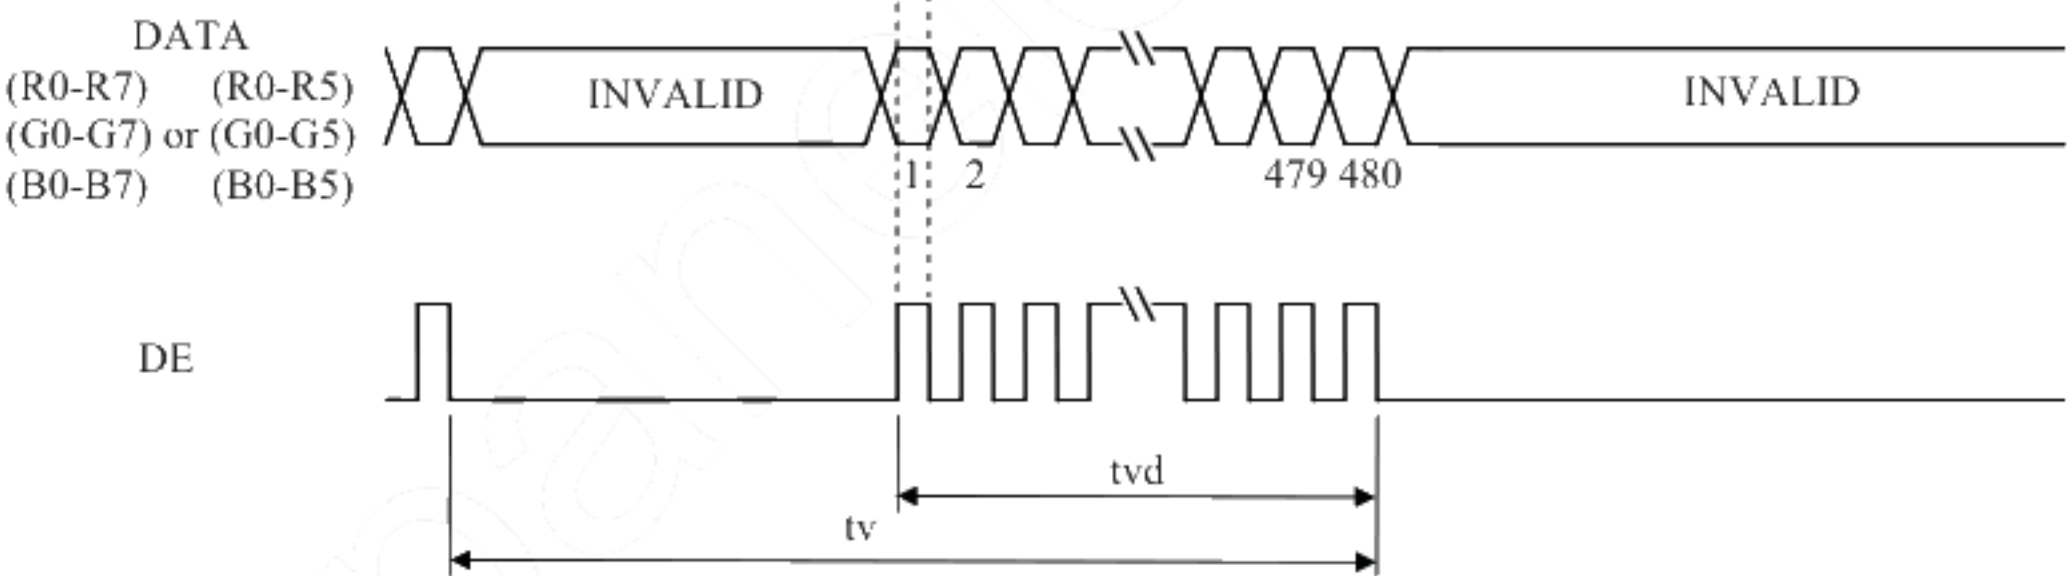 DATA
(R0-R7) (R0-R5)
(G0-G7) or (G0-G5)
(B0-B7) (B0-B5)
INVALID
INVALID
1 2 479 480
DE
tvd
tv